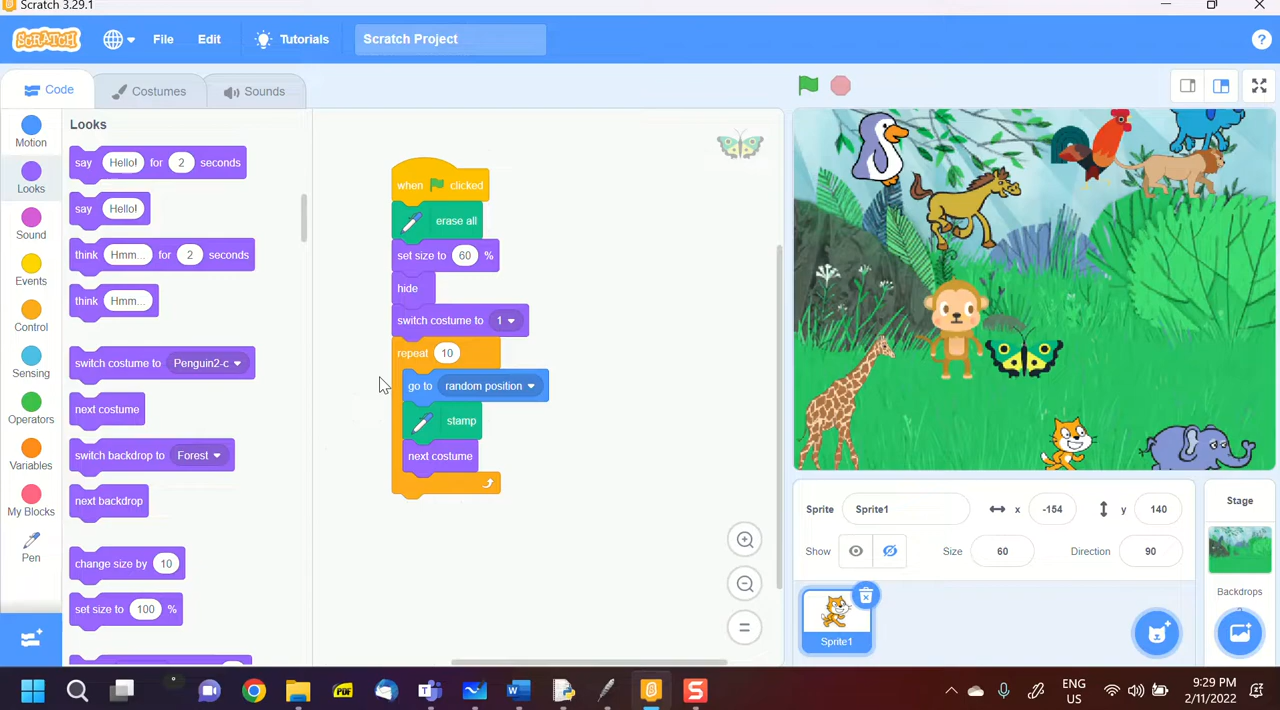 Scratch 3.29.1
SCRATCH
File
Edit
Tutorials
Scratch Project
?
Code
Costumes
Sounds
Motion
Looks
Sound
Events
Control
Sensing
Operators
Variables
My Blocks
Pen
Looks
say Hello! for 2 seconds
say Hello!
think Hmm... for 2 seconds
think Hmm...
switch costume to Penguin2-c
next costume
switch backdrop to Forest
next backdrop
change size by 10
set size to 100 %
when clicked
erase all
set size to 60 %
hide
switch costume to 1
repeat 10
go to random position
stamp
next costume
Sprite Sprite1 x -154 y 140
Show Size 60 Direction 90
Sprite1
Stage
Backdrops
2
PDF
ENG
US
9:29 PM
2/11/2022